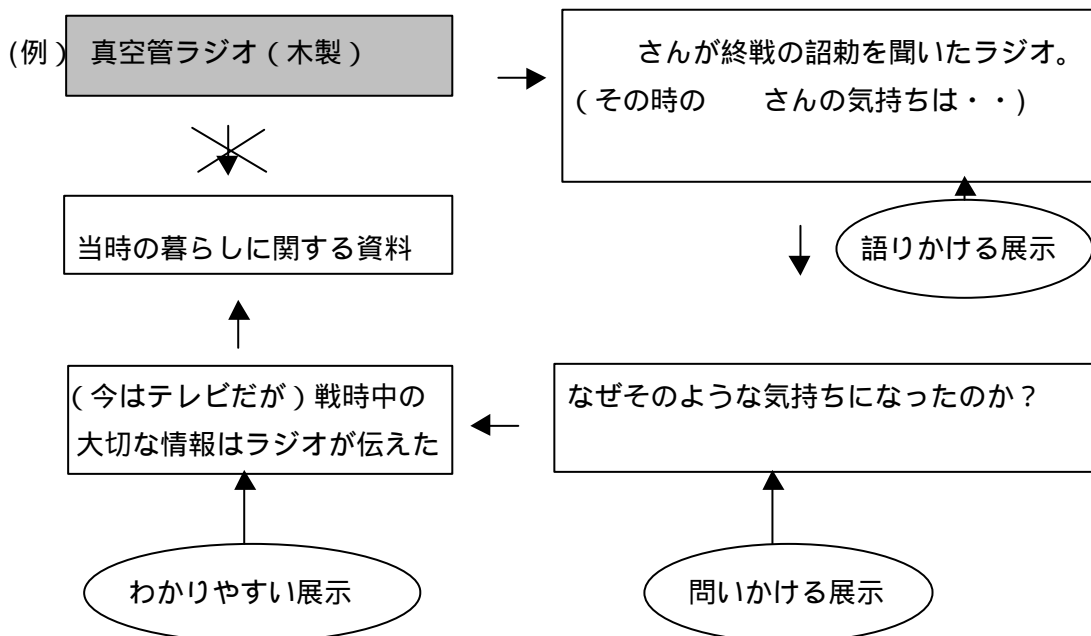 (例) 真空管ラジオ(木製)
さんが終戦の詔勅を聞いたラジオ。
(その時の　　さんの気持ちは・・)
語りかける展示
当時の暮らしに関する資料
なぜそのような気持ちになったのか?
問いかける展示
(今はテレビだが)戦時中の
大切な情報はラジオが伝えた
わかりやすい展示